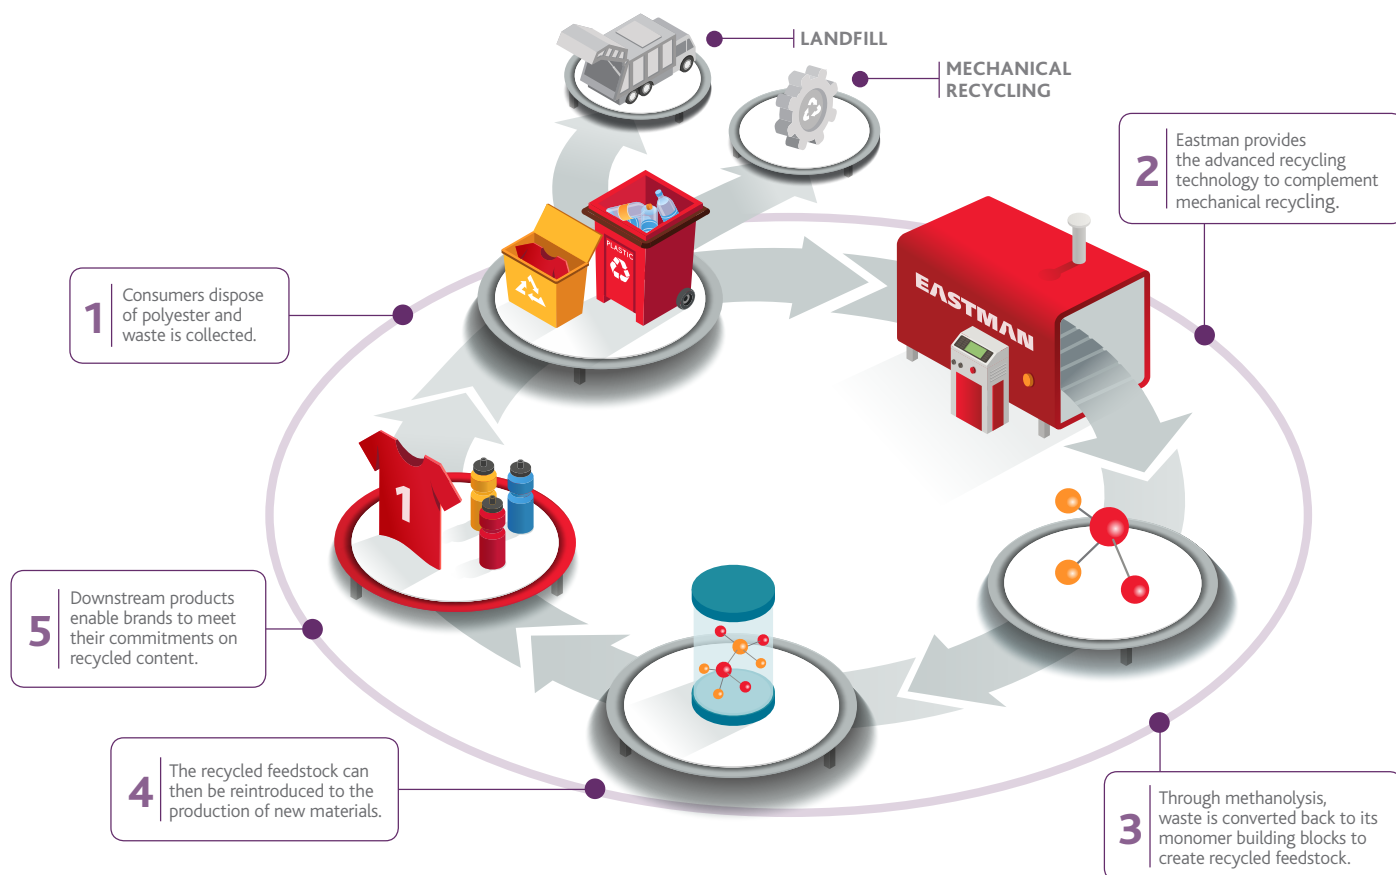 LANDFILL
MECHANICAL
RECYCLING
2
Eastman provides
the advanced recycling
technology to complement
mechanical recycling.
PLASTIC
EASTMAN
1
Consumers dispose
of polyester and
waste is collected.
1
5
Downstream products
enable brands to meet
their commitments on
recycled content.
4
The recycled feedstock can
then be reintroduced to the
production of new materials.
3
Through methanolysis,
waste is converted back to its
monomer building blocks to
create recycled feedstock.